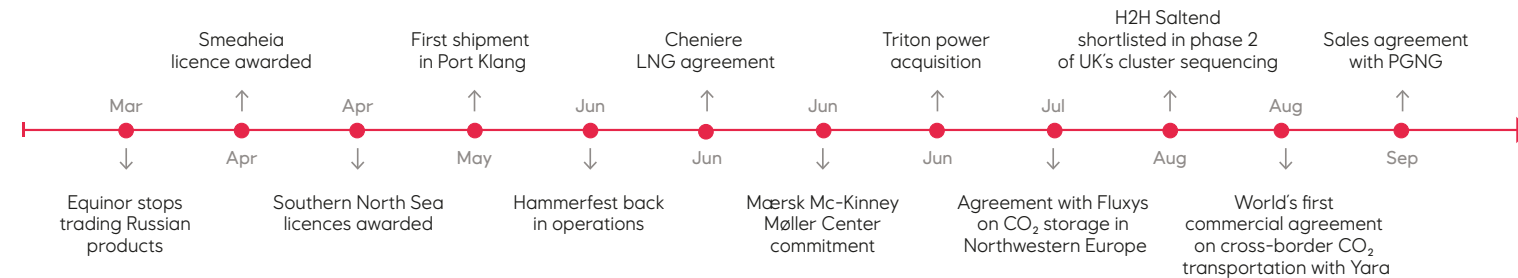 Smeaheia
licence awarded
First shipment
in Port Klang
Cheniere
LNG agreement
Triton power
acquisition
H2H Saltend
shortlisted in phase 2
of UK's cluster sequencing
Sales agreement
with PGNG
Mar
Apr
Jun
Jun
Jul
Aug
Apr
May
Jun
Jun
Aug
Sep
Equinor stops
trading Russian
products
Southern North Sea
licences awarded
Hammerfest back
in operations
Mærsk Mc-Kinney
Møller Center
commitment
Agreement with Fluxys
on CO₂ storage in
Northwestern Europe
World's first
commercial agreement
on cross-border CO₂
transportation with Yara